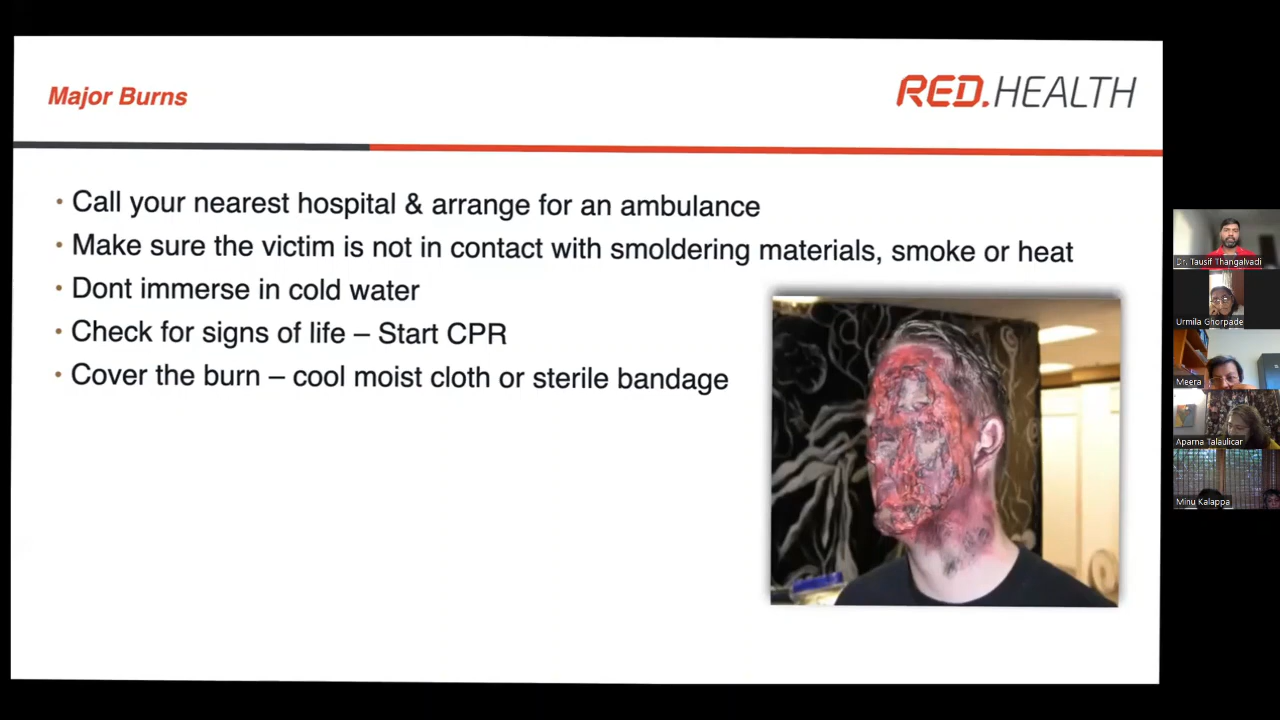 Major Burns
RED.HEALTH
• Call your nearest hospital & arrange for an ambulance
• Make sure the victim is not in contact with smoldering materials, smoke or heat
• Dont immerse in cold water
• Check for signs of life – Start CPR
• Cover the burn – cool moist cloth or sterile bandage
Dr. Tausif Thangalvadi
Urmila Ghorpade
Meera
Aparna Talaulicar
Minu Kalappa